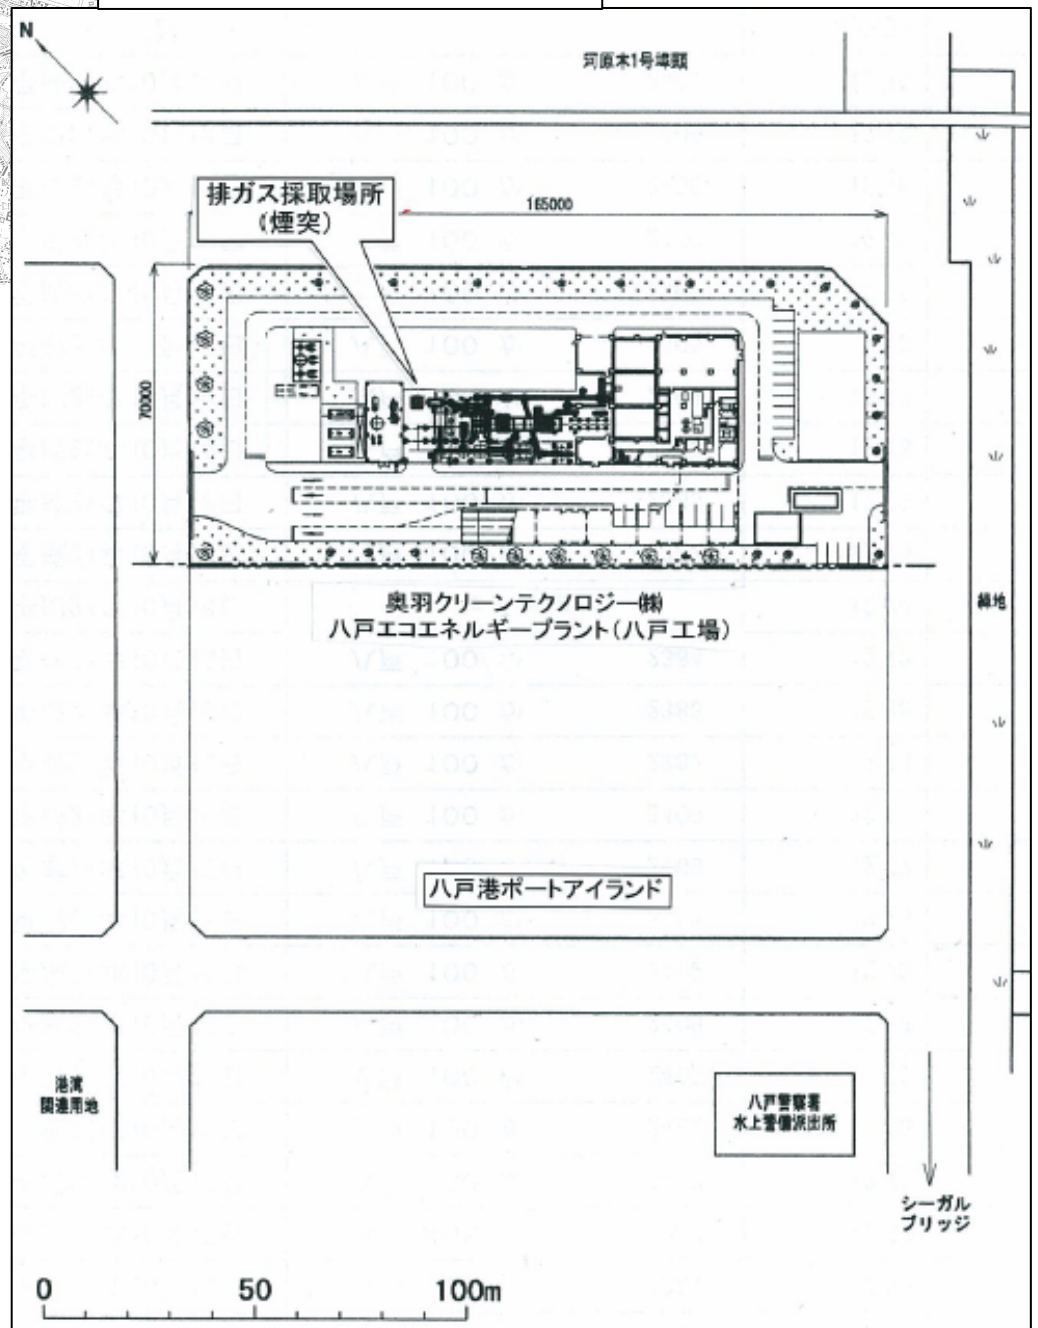 N
河原木1号埠頭
排ガス採取場所
(煙突)
165000
70000
奥羽クリーンテクノロジー㈱
八戸エコエネルギープラント(八戸工場)
緑地
八戸港ポートアイランド
港湾
関連用地
八戸警察署
水上警備派出所
シーガル
ブリッジ
0 50 100m